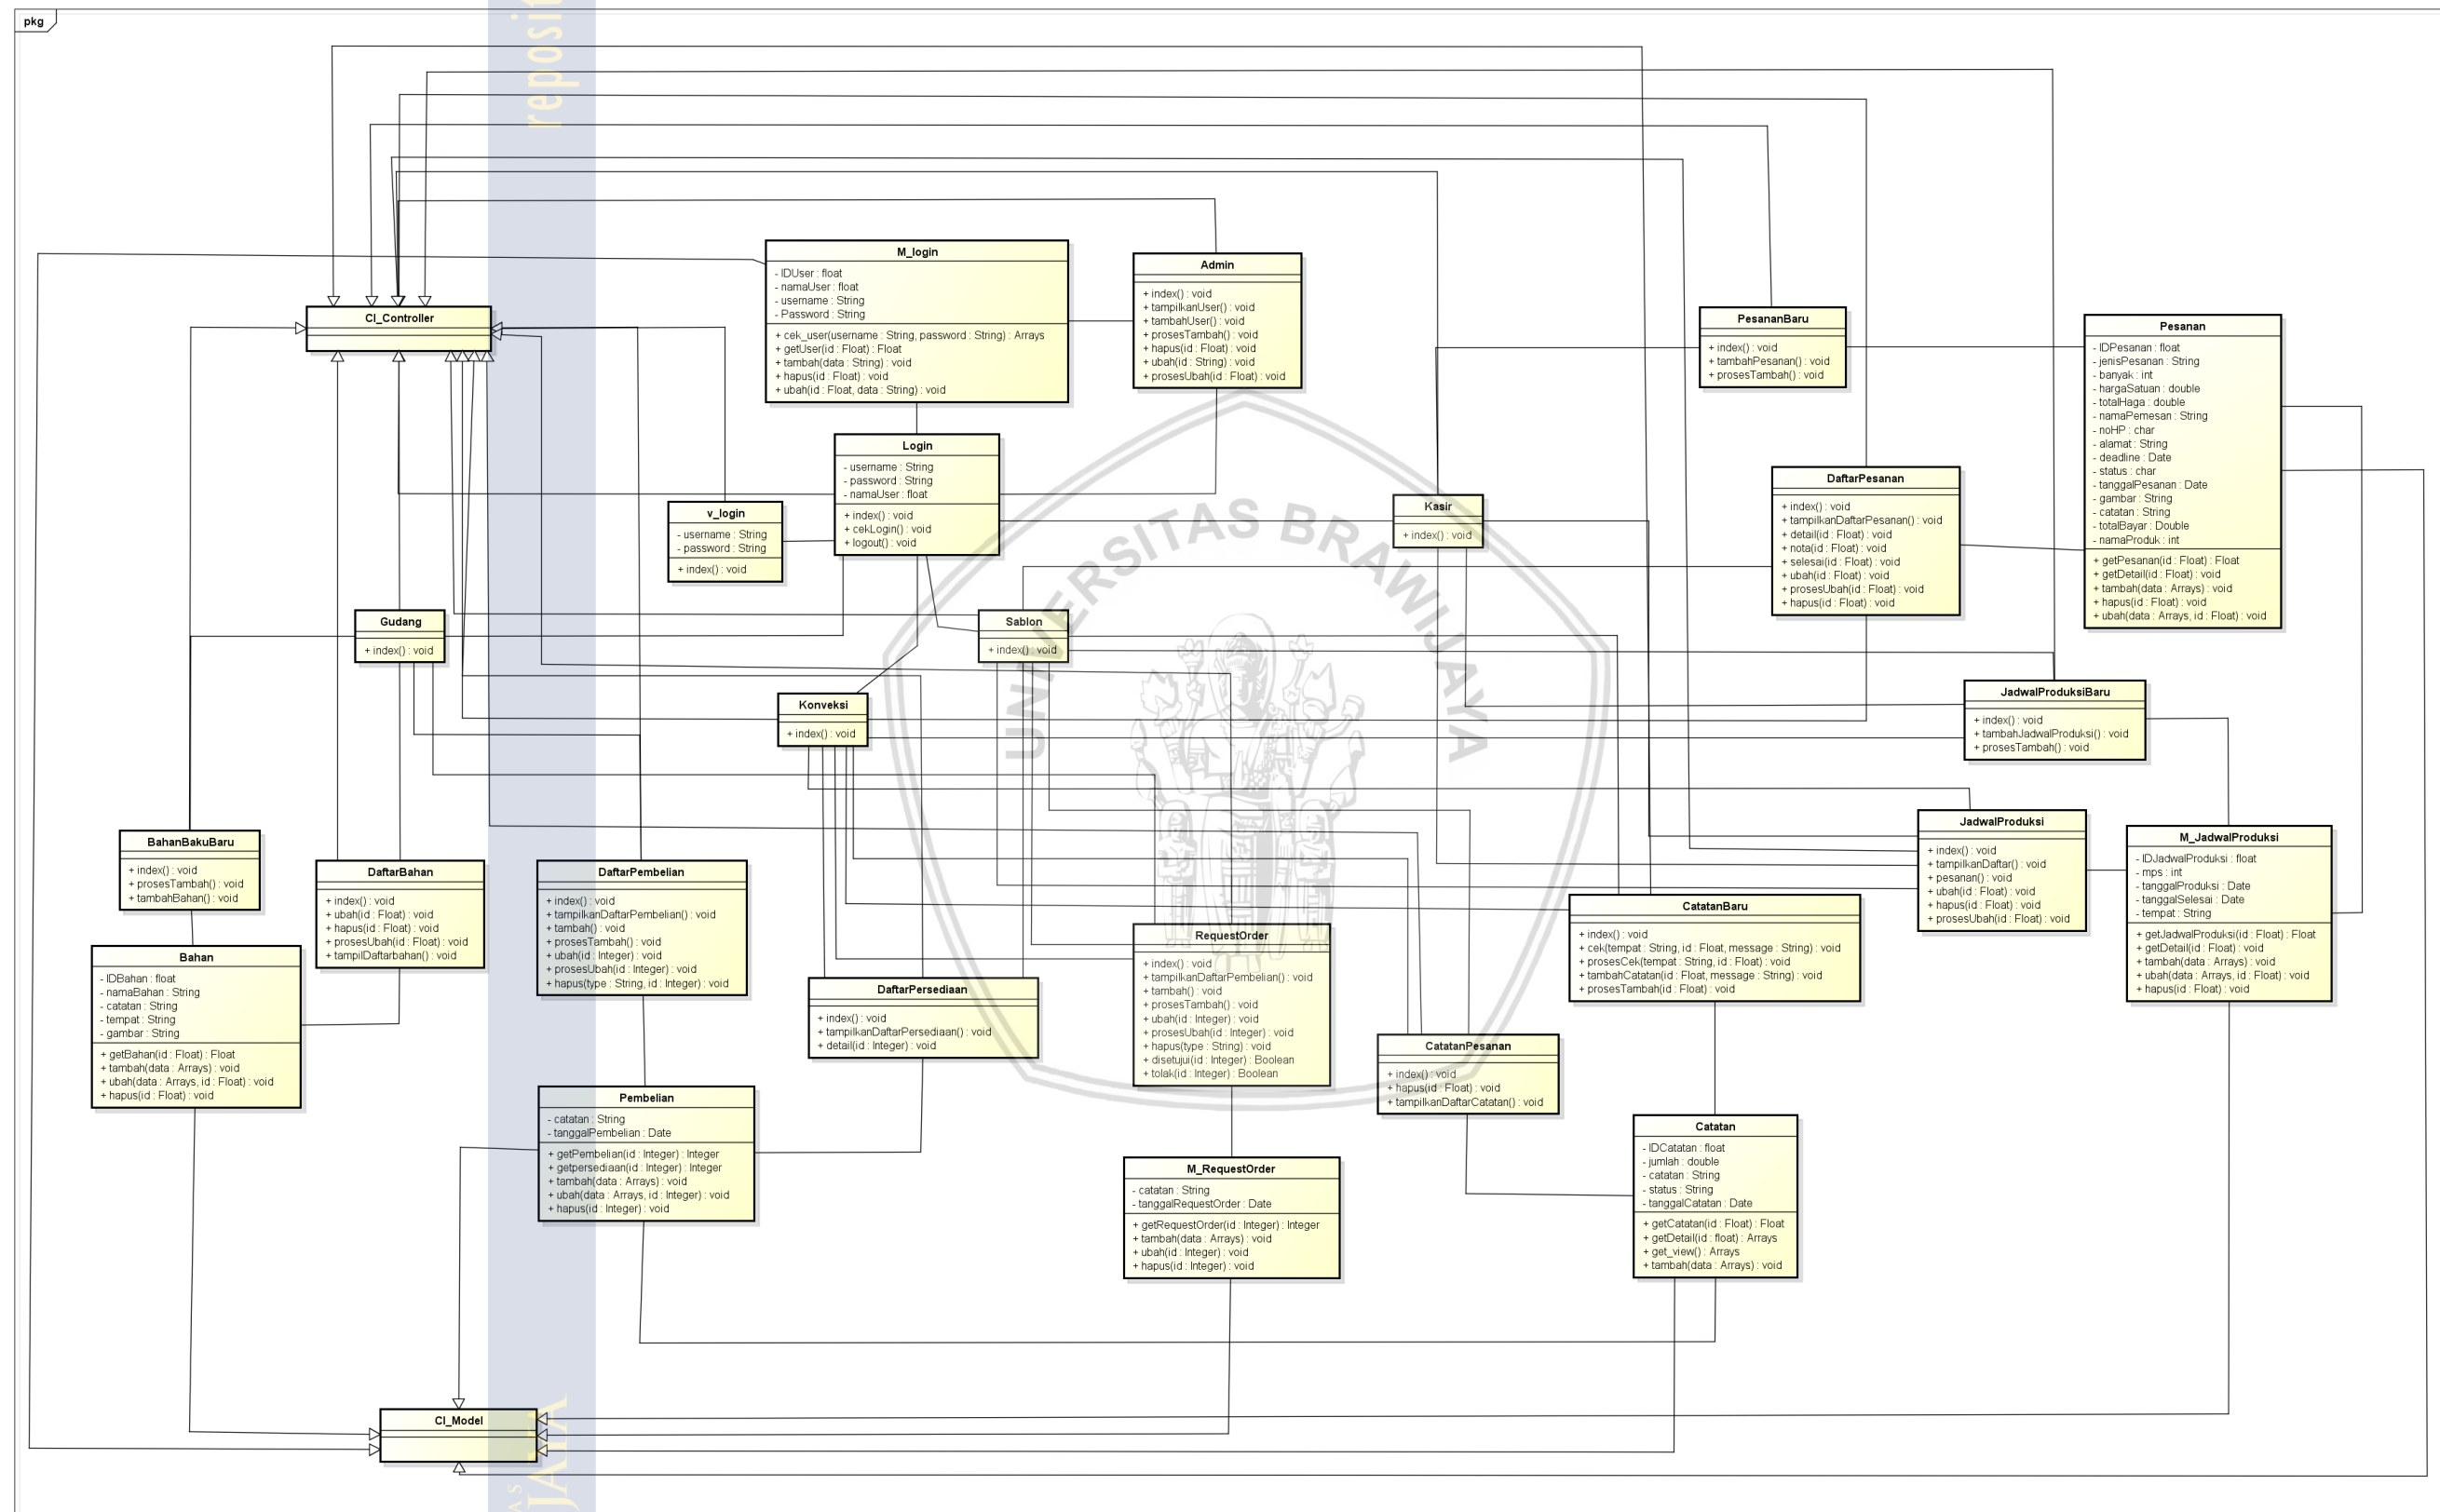 pkg
reposit
M_login
- IDUser : float
- namaUser : float
- username : String
- Password : String
+ cek_user(username : String, password : String) : Arrays
+ getUser(id : Float) : Float
+ tambah(data : String) : void
+ hapus(id : Float) : void
+ ubah(id : Float, data : String) : void
Admin
+ index() : void
+ tampilkanUser() : void
+ tambahUser() : void
+ prosesTambah() : void
+ hapus(id : Float) : void
+ ubah(id : String) : void
+ prosesUbah(id : Float) : void
CI_Controller
PesananBaru
+ index() : void
+ tambahPesanan() : void
+ prosesTambah() : void
Pesanan
- IDPesanan : float
- jenisPesanan : String
- banyak : int
- hargaSatuan : double
- totalHaga : double
- namaPemesan : String
- noHP : char
- alamat : String
- deadline : Date
- status : char
- tanggalPesanan : Date
- gambar : String
- catatan : String
- totalBayar : Double
- namaProduk : int
+ getPesanan(id : Float) : Float
+ getDetail(id : Float) : void
+ tambah(data : Arrays) : void
+ hapus(id : Float) : void
+ ubah(data : Arrays, id : Float) : void
Login
- username : String
- password : String
- namaUser : float
+ index() : void
+ cekLogin() : void
+ logout() : void
v_login
- username : String
- password : String
+ index() : void
Kasir
+ index() : void
DaftarPesanan
+ index() : void
+ tampilkanDaftarPesanan() : void
+ detail(id : Float) : void
+ nota(id : Float) : void
+ selesai(id : Float) : void
+ ubah(id : Float) : void
+ prosesUbah(id : Float) : void
+ hapus(id : Float) : void
UNIVERSITAS BRAWIJAYA
Gudang
+ index() : void
Sablon
+ index() : void
Konveksi
+ index() : void
JadwalProduksiBaru
+ index() : void
+ tambahJadwalProduksi() : void
+ prosesTambah() : void
JadwalProduksi
+ index() : void
+ tampilkanDaftar() : void
+ pesanan() : void
+ ubah(id : Float) : void
+ hapus(id : Float) : void
+ prosesUbah(id : Float) : void
M_JadwalProduksi
- IDJadwalProduksi : float
- mps : int
- tanggalProduksi : Date
- tanggalSelesai : Date
- tempat : String
+ getJadwalProduksi(id : Float) : Float
+ getDetail(id : Float) : void
+ tambah(data : Arrays) : void
+ ubah(data : Arrays, id : Float) : void
+ hapus(id : Float) : void
BahanBakuBaru
+ index() : void
+ prosesTambah() : void
+ tambahBahan() : void
DaftarBahan
+ index() : void
+ ubah(id : Float) : void
+ hapus(id : Float) : void
+ prosesUbah(id : Float) : void
+ tampilDaftarbahan() : void
DaftarPembelian
+ index() : void
+ tampilkanDaftarPembelian() : void
+ tambah() : void
+ prosesTambah() : void
+ ubah(id : Integer) : void
+ prosesUbah(id : Integer) : void
+ hapus(type : String, id : Integer) : void
CatatanBaru
+ index() : void
+ cek(tempat : String, id : Float, message : String) : void
+ prosesCek(tempat : String, id : Float) : void
+ tambahCatatan(id : Float, message : String) : void
+ prosesTambah(id : Float) : void
RequestOrder
+ index() : void
+ tampilkanDaftarPembelian() : void
+ tambah() : void
+ prosesTambah() : void
+ ubah(id : Integer) : void
+ prosesUbah(id : Integer) : void
+ hapus(type : String) : void
+ disetujui(id : Integer) : Boolean
+ tolak(id : Integer) : Boolean
Bahan
- IDBahan : float
- namaBahan : String
- catatan : String
- tempat : String
- gambar : String
+ getBahan(id : Float) : Float
+ tambah(data : Arrays) : void
+ ubah(data : Arrays, id : Float) : void
+ hapus(id : Float) : void
DaftarPersediaan
+ index() : void
+ tampilkanDaftarPersediaan() : void
+ detail(id : Integer) : void
CatatanPesanan
+ index() : void
+ hapus(id : Float) : void
+ tampilkanDaftarCatatan() : void
Pembelian
- catatan : String
- tanggalPembelian : Date
+ getPembelian(id : Integer) : Integer
+ getpersediaan(id : Integer) : Integer
+ tambah(data : Arrays) : void
+ ubah(data : Arrays, id : Integer) : void
+ hapus(id : Integer) : void
Catatan
- IDCatatan : float
- jumlah : double
- catatan : String
- status : String
- tanggalCatatan : Date
+ getCatatan(id : Float) : Float
+ getDetail(id : float) : Arrays
+ get_view() : Arrays
+ tambah(data : Arrays) : void
M_RequestOrder
- catatan : String
- tanggalRequestOrder : Date
+ getRequestOrder(id : Integer) : Integer
+ tambah(data : Arrays) : void
+ ubah(id : Integer) : void
+ hapus(id : Integer) : void
CI_Model
AS
JAYA